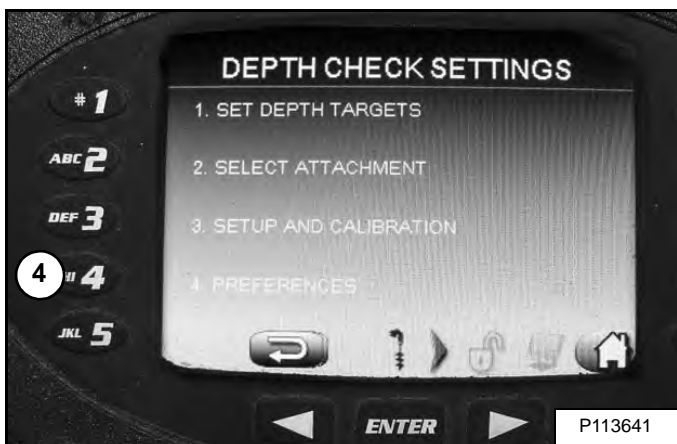 DEPTH CHECK SETTINGS
# 1
1. SET DEPTH TARGETS
ABC 2
2. SELECT ATTACHMENT
DEF 3
3. SETUP AND CALIBRATION
4
4
4. PREFERENCES
JKL 5
ENTER
P113641